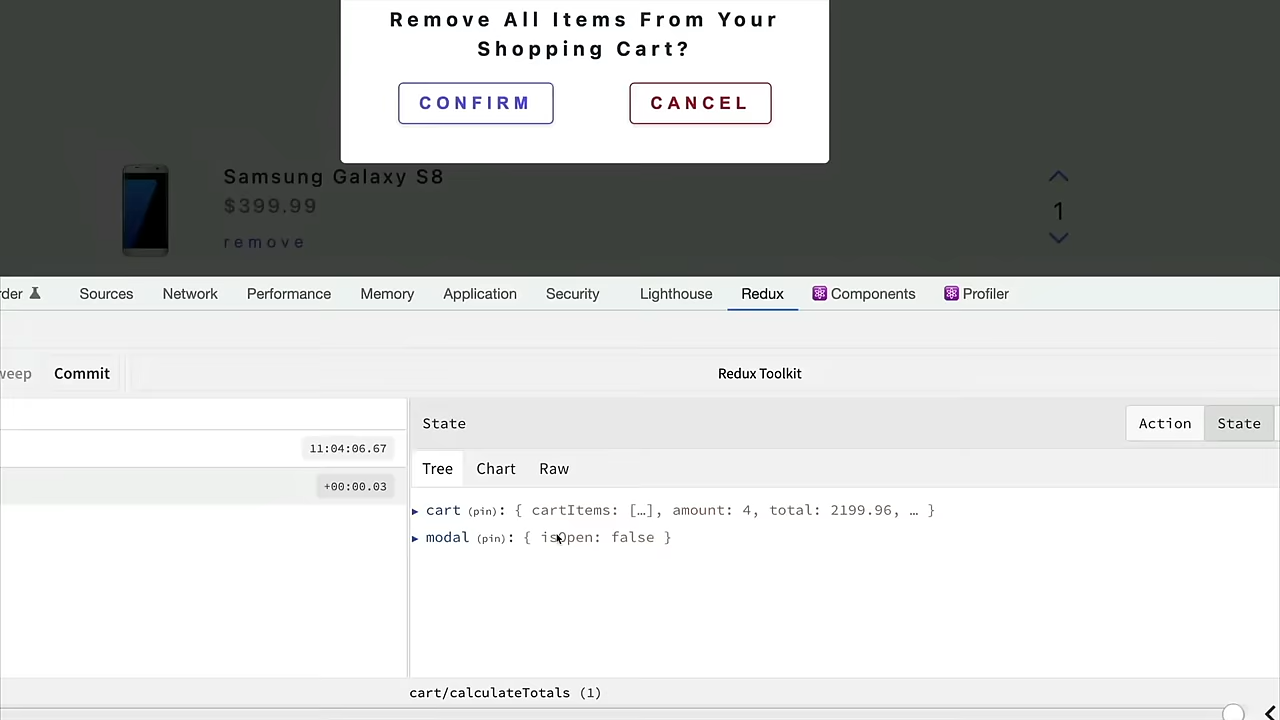 Remove All Items From Your
Shopping Cart?
CONFIRM CANCEL
Samsung Galaxy S8
$399.99
remove
1
rder Sources Network Performance Memory Application Security Lighthouse Redux Components Profiler
weep Commit Redux Toolkit
State Action State
11:04:06.67
Tree Chart Raw
+00:00.03
cart (pin): { cartItems: […], amount: 4, total: 2199.96, … }
modal (pin): { isOpen: false }
cart/calculateTotals (1)